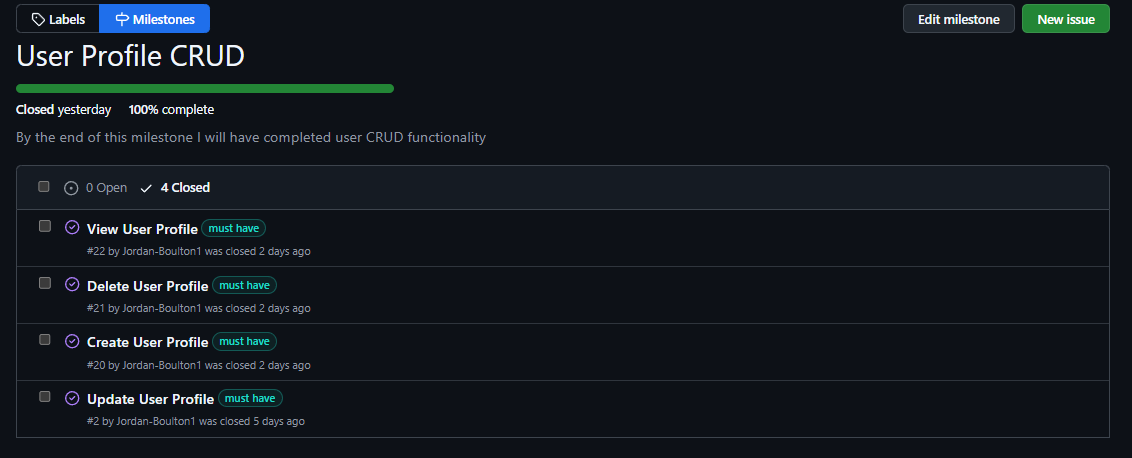 Labels Milestones Edit milestone New issue
User Profile CRUD
Closed yesterday 100% complete
By the end of this milestone I will have completed user CRUD functionality
0 Open 4 Closed
View User Profile must have
#22 by Jordan-Boulton1 was closed 2 days ago
Delete User Profile must have
#21 by Jordan-Boulton1 was closed 2 days ago
Create User Profile must have
#20 by Jordan-Boulton1 was closed 2 days ago
Update User Profile must have
#2 by Jordan-Boulton1 was closed 5 days ago